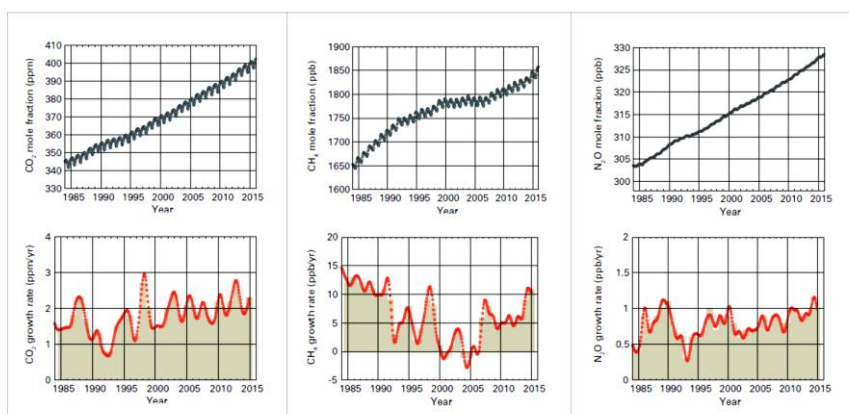 CO₂ mole fraction (ppm)
410
400
390
380
370
360
350
340
330
1985 1990 1995 2000 2005 2010 2015
Year
CH₄ mole fraction (ppb)
1900
1850
1800
1750
1700
1650
1600
1985 1990 1995 2000 2005 2010 2015
Year
N₂O mole fraction (ppb)
330
325
320
315
310
305
300
1985 1990 1995 2000 2005 2010 2015
Year
CO₂ growth rate (ppm/yr)
4
3
2
1
0
1985 1990 1995 2000 2005 2010 2015
Year
CH₄ growth rate (ppb/yr)
20
15
10
5
0
-5
1985 1990 1995 2000 2005 2010 2015
Year
N₂O growth rate (ppb/yr)
2
1.5
1
0.5
0
1985 1990 1995 2000 2005 2010 2015
Year